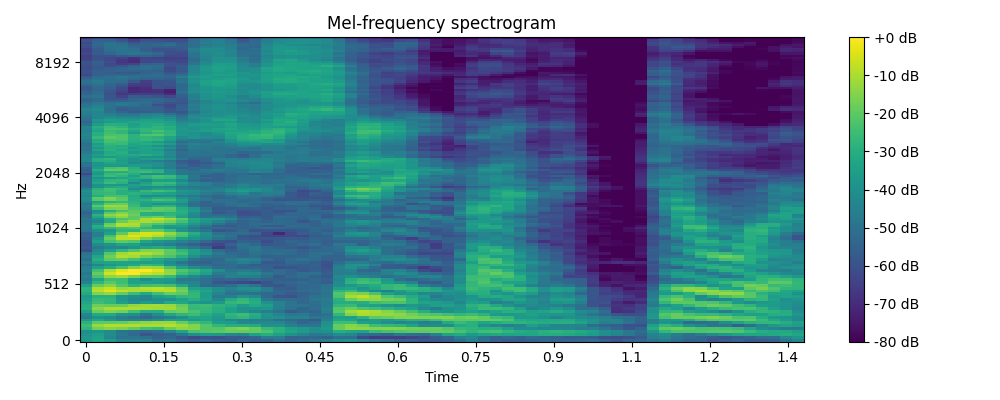 Mel-frequency spectrogram
Hz
8192
4096
2048
1024
512
0
0 0.15 0.3 0.45 0.6 0.75 0.9 1.1 1.2 1.4
Time
+0 dB
-10 dB
-20 dB
-30 dB
-40 dB
-50 dB
-60 dB
-70 dB
-80 dB